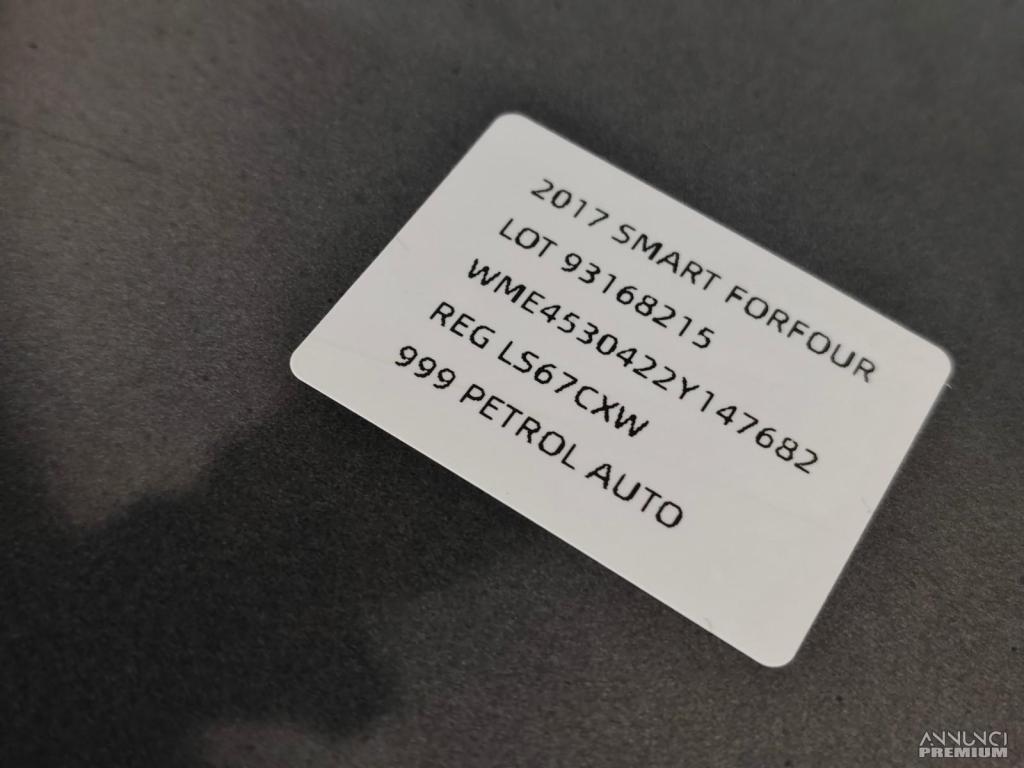 2017 SMART FORFOUR
LOT 93168215
WME4530422Y147682
REG LS67CXW
999 PETROL AUTO
ANNUNCI
PREMIUM